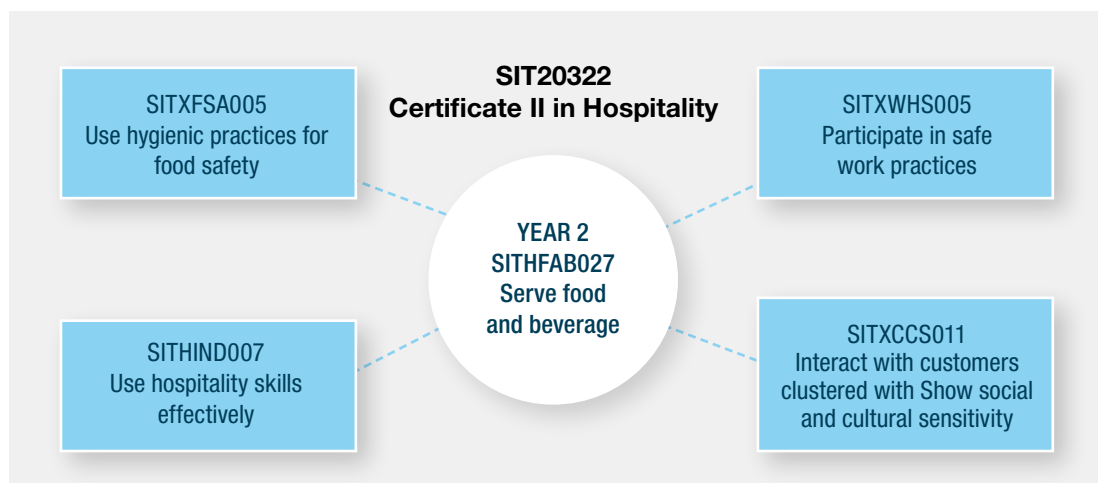 SIT20322
Certificate II in Hospitality
SITXFSA005
Use hygienic practices for
food safety
SITXWHS005
Participate in safe
work practices
YEAR 2
SITHFAB027
Serve food
and beverage
SITHIND007
Use hospitality skills
effectively
SITXCCS011
Interact with customers
clustered with Show social
and cultural sensitivity